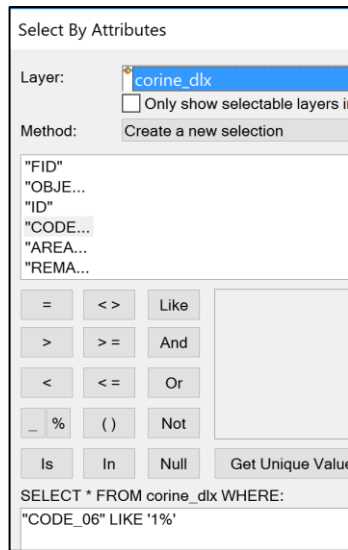 Select By Attributes
Layer: corine_dlx
Only show selectable layers i
Method: Create a new selection
"FID"
"OBJE...
"ID"
"CODE...
"AREA...
"REMA...
= < > Like
> > = And
< < = Or
_ % ( ) Not
Is In Null Get Unique Value
SELECT * FROM corine_dlx WHERE:
"CODE_06" LIKE '1%'